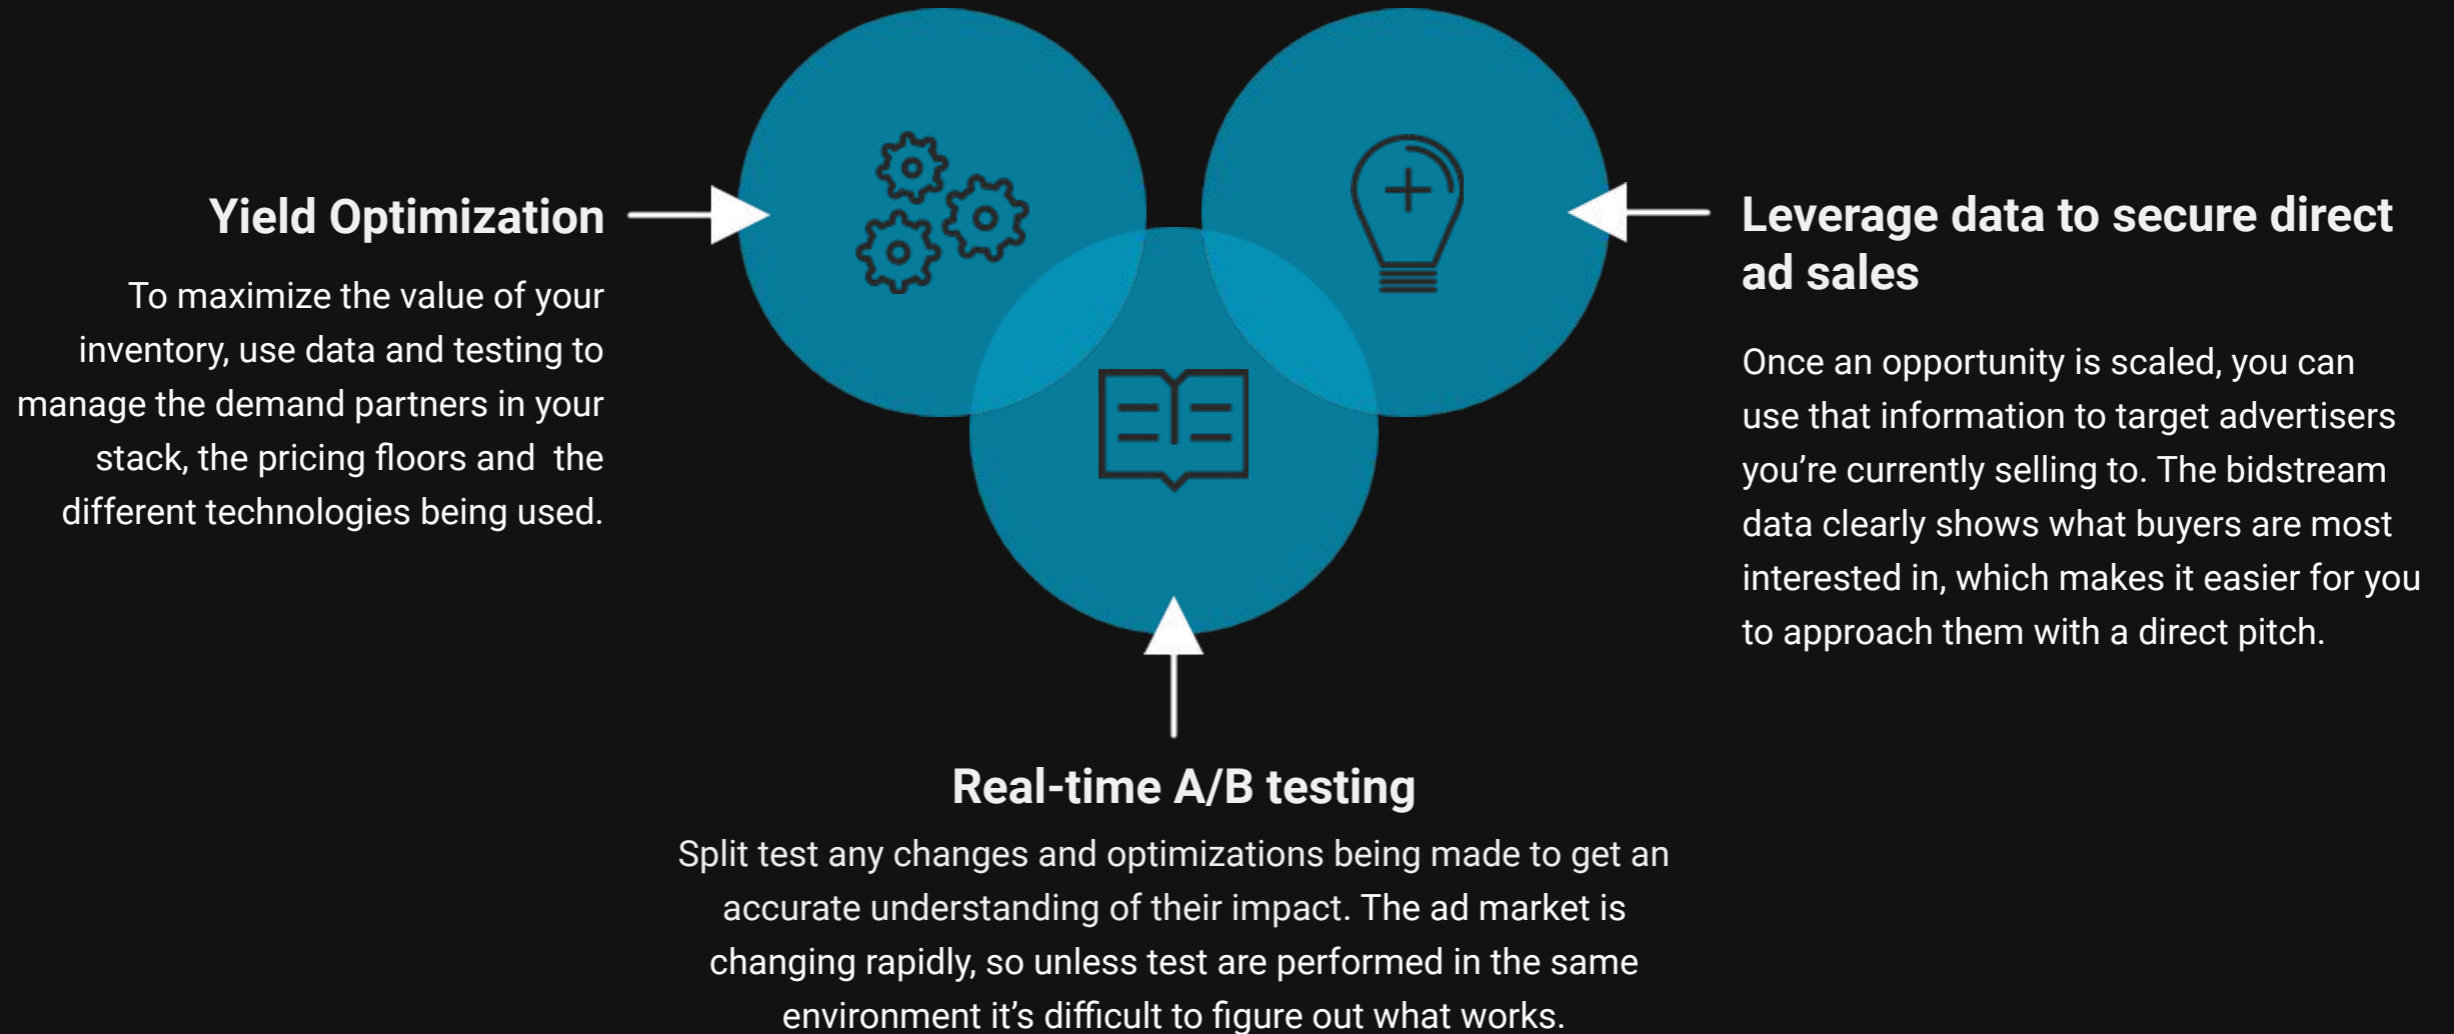 Yield Optimization
To maximize the value of your
inventory, use data and testing to
manage the demand partners in your
stack, the pricing floors and  the
different technologies being used.
Leverage data to secure direct
ad sales
Once an opportunity is scaled, you can
use that information to target advertisers
you’re currently selling to. The bidstream
data clearly shows what buyers are most
interested in, which makes it easier for you
to approach them with a direct pitch.
Real-time A/B testing
Split test any changes and optimizations being made to get an
accurate understanding of their impact. The ad market is
changing rapidly, so unless test are performed in the same
environment it’s difficult to figure out what works.